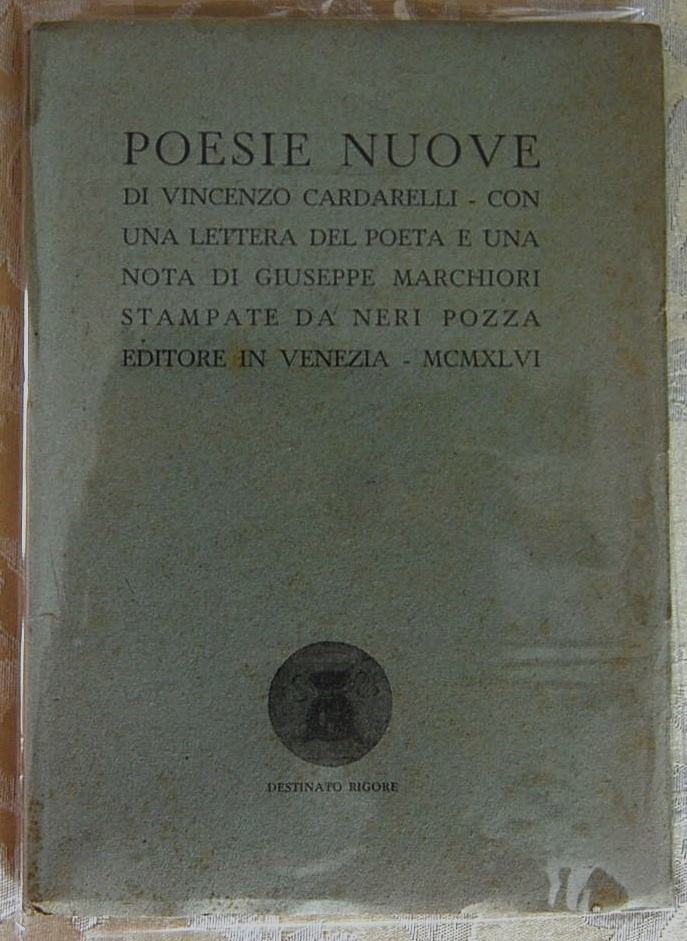 POESIE NUOVE
DI VINCENZO CARDARELLI - CON
UNA LETTERA DEL POETA E UNA
NOTA DI GIUSEPPE MARCHIORI
STAMPATE DA NERI POZZA
EDITORE IN VENEZIA - MCMXLVI
DESTINATO RIGORE